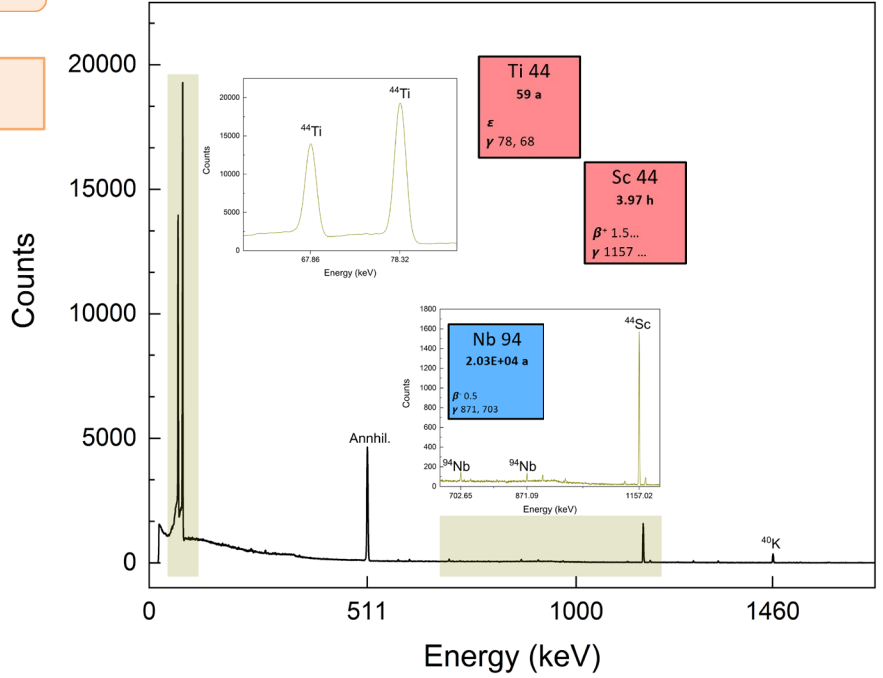 20000
15000
10000
5000
0
Counts
0
511
1000
1460
Energy (keV)
20000
15000
10000
5000
0
Counts
⁴⁴Ti
⁴⁴Ti
67.86
78.32
Energy (keV)
Ti 44
59 a
ε
γ 78, 68
Sc 44
3.97 h
β⁺ 1.5...
γ 1157 ...
1800
1600
1400
1200
1000
800
600
400
200
0
Counts
Nb 94
2.03E+04 a
β⁻ 0.5
γ 871, 703
⁴⁴Sc
⁹⁴Nb
⁹⁴Nb
702.65
871.09
1157.02
Energy (keV)
Annhil.
⁴⁰K